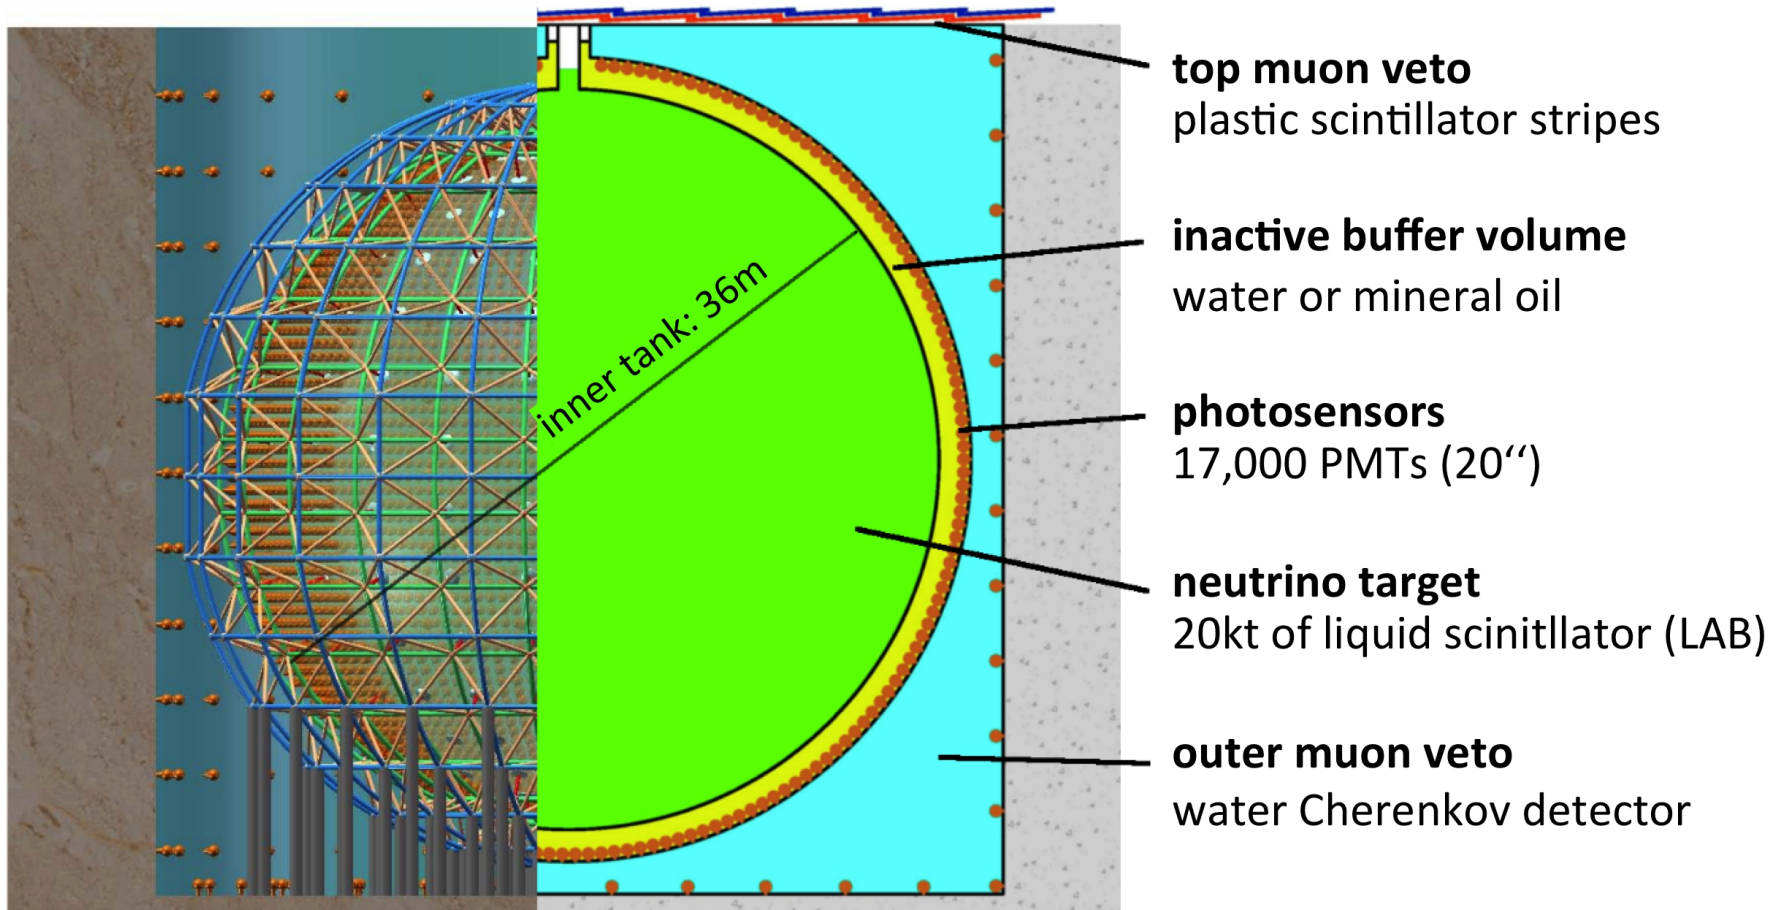 top muon veto
plastic scintillator stripes
inactive buffer volume
water or mineral oil
inner tank: 36m
photosensors
17,000 PMTs (20“)
neutrino target
20kt of liquid scinitllator (LAB)
outer muon veto
water Cherenkov detector